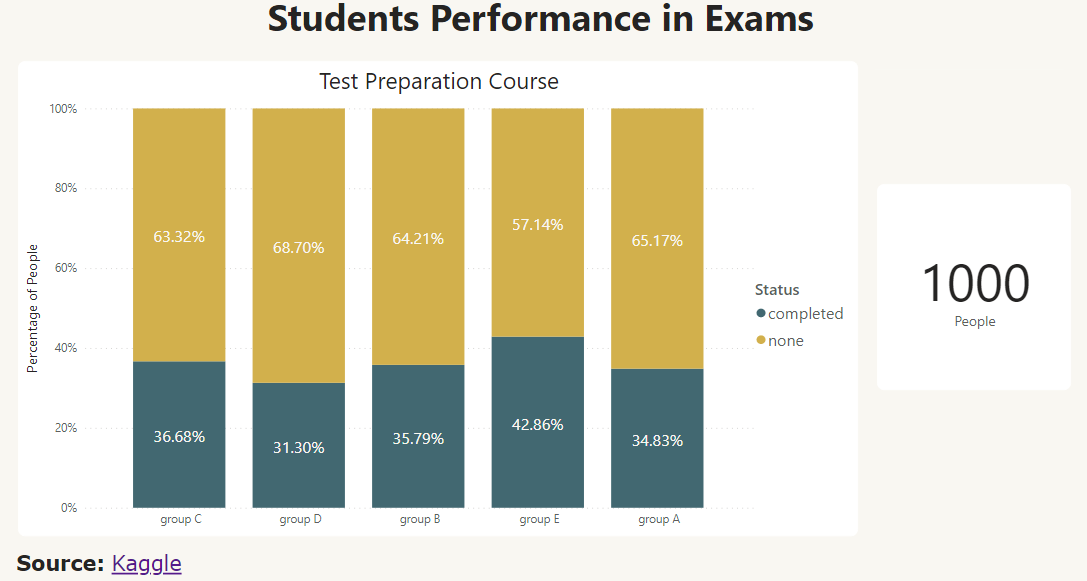 Students Performance in Exams
Test Preparation Course
Percentage of People
100%
80%
60%
40%
20%
0%
63.32%
68.70%
64.21%
57.14%
65.17%
36.68%
31.30%
35.79%
42.86%
34.83%
group C
group D
group B
group E
group A
Status
completed
none
1000
People
Source: Kaggle